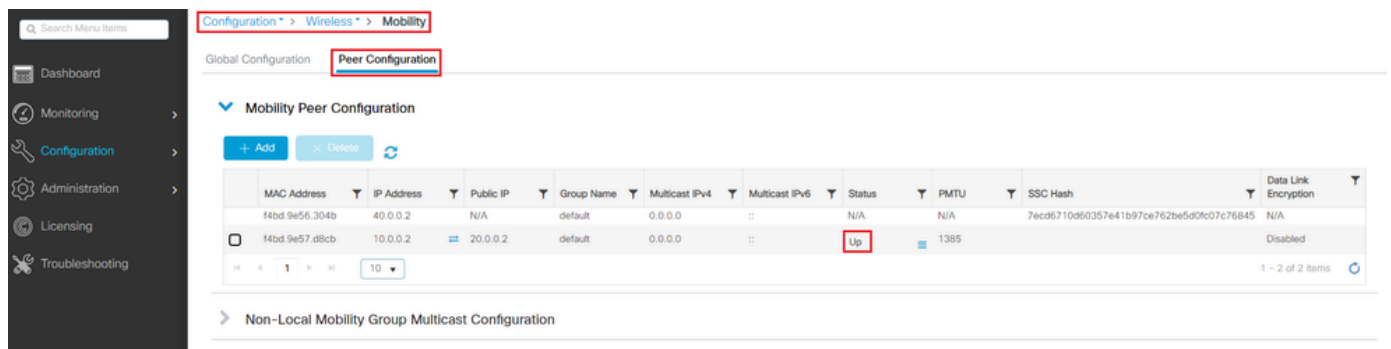 Search Menu Items
Dashboard
Monitoring
Configuration
Administration
Licensing
Troubleshooting
Configuration * > Wireless * > Mobility
Global Configuration Peer Configuration
Mobility Peer Configuration
+ Add × Delete
MAC Address IP Address Public IP Group Name Multicast IPv4 Multicast IPv6 Status PMTU SSC Hash Data Link Encryption
f4bd.9e56.304b 40.0.0.2 N/A default 0.0.0.0 :: N/A N/A 7ecd6710d60357e41b97ce762be5d0fc07c76845 N/A
f4bd.9e57.d8cb 10.0.0.2 20.0.0.2 default 0.0.0.0 :: Up 1385 Disabled
1 10 1 - 2 of 2 items
Non-Local Mobility Group Multicast Configuration